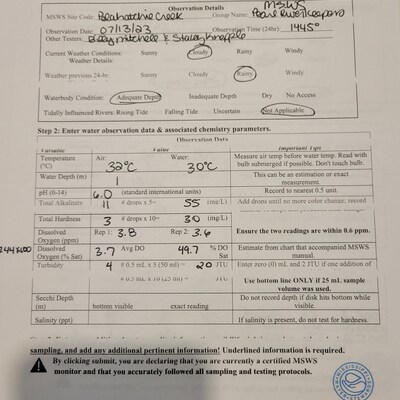 Observation Details
MSWS Site Code: Pelahatchie Creek Group Name: MSWS Pearl Riverkeepers
Observation Date: 07/13/23 Observation Time (24hr): 1445
Other Testers: Billy Mitchell & Stacey
Current Weather Conditions: Sunny Cloudy Rainy Windy
Weather Details:
Weather previous 24-hr Sunny Cloudy Rainy Windy
Waterbody Condition: Adequate Depth Inadequate Depth Dry No Access
Tidally Influenced Rivers: Rising Tide Falling Tide Uncertain Not Applicable
Step 2: Enter water observation data & associated chemistry parameters.
Observation Data
Variable Value Important Tips
Temperature (°C) Air: 32°C Water: 30°C Measure air temp before water temp. Read with bulb submerged if possible. Don't touch bulb.
Water Depth (m) 1 This can be an estimation or exact measurement.
pH (0-14) 6.0 (standard international units) Record to nearest 0.5 unit.
Total Alkalinity 11 # drops x 5= 55 (mg/L) Add drops until no more color change; record
Total Hardness 3 # drops x 10= 30 (mg/L)
Dissolved Oxygen (ppm) Rep 1: 3.8 Rep 2: 3.6 Ensure the two readings are within 0.6 ppm.
Dissolved Oxygen (% Sat) 3.7 Avg DO 49.7 % DO Sat Estimate from chart that accompanied MSWS manual.
Turbidity 4 # 0.5 mL x 5 (50 ml) = 20 JTU Enter zero (0) mL and 2 JTU if one addition of
# 0.5 mL x 10 (25 ml) = JTU
Use bottom line ONLY if 25 mL sample volume was used.
Secchi Depth (m) bottom visible exact reading Do not record depth if disk hits bottom while visible.
Salinity (ppt) If salinity is present, do not test for hardness.
sampling, and add any additional pertinent information! Underlined information is required.
By clicking submit, you are declaring that you are currently a certified MSWS
monitor and that you accurately followed all sampling and testing protocols.